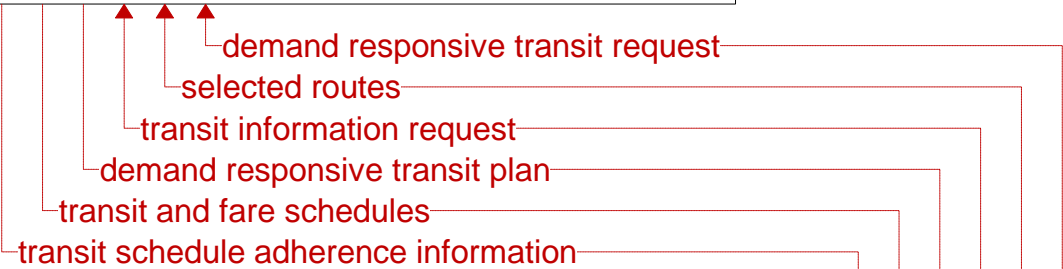 demand responsive transit request
selected routes
transit information request
demand responsive transit plan
transit and fare schedules
transit schedule adherence information